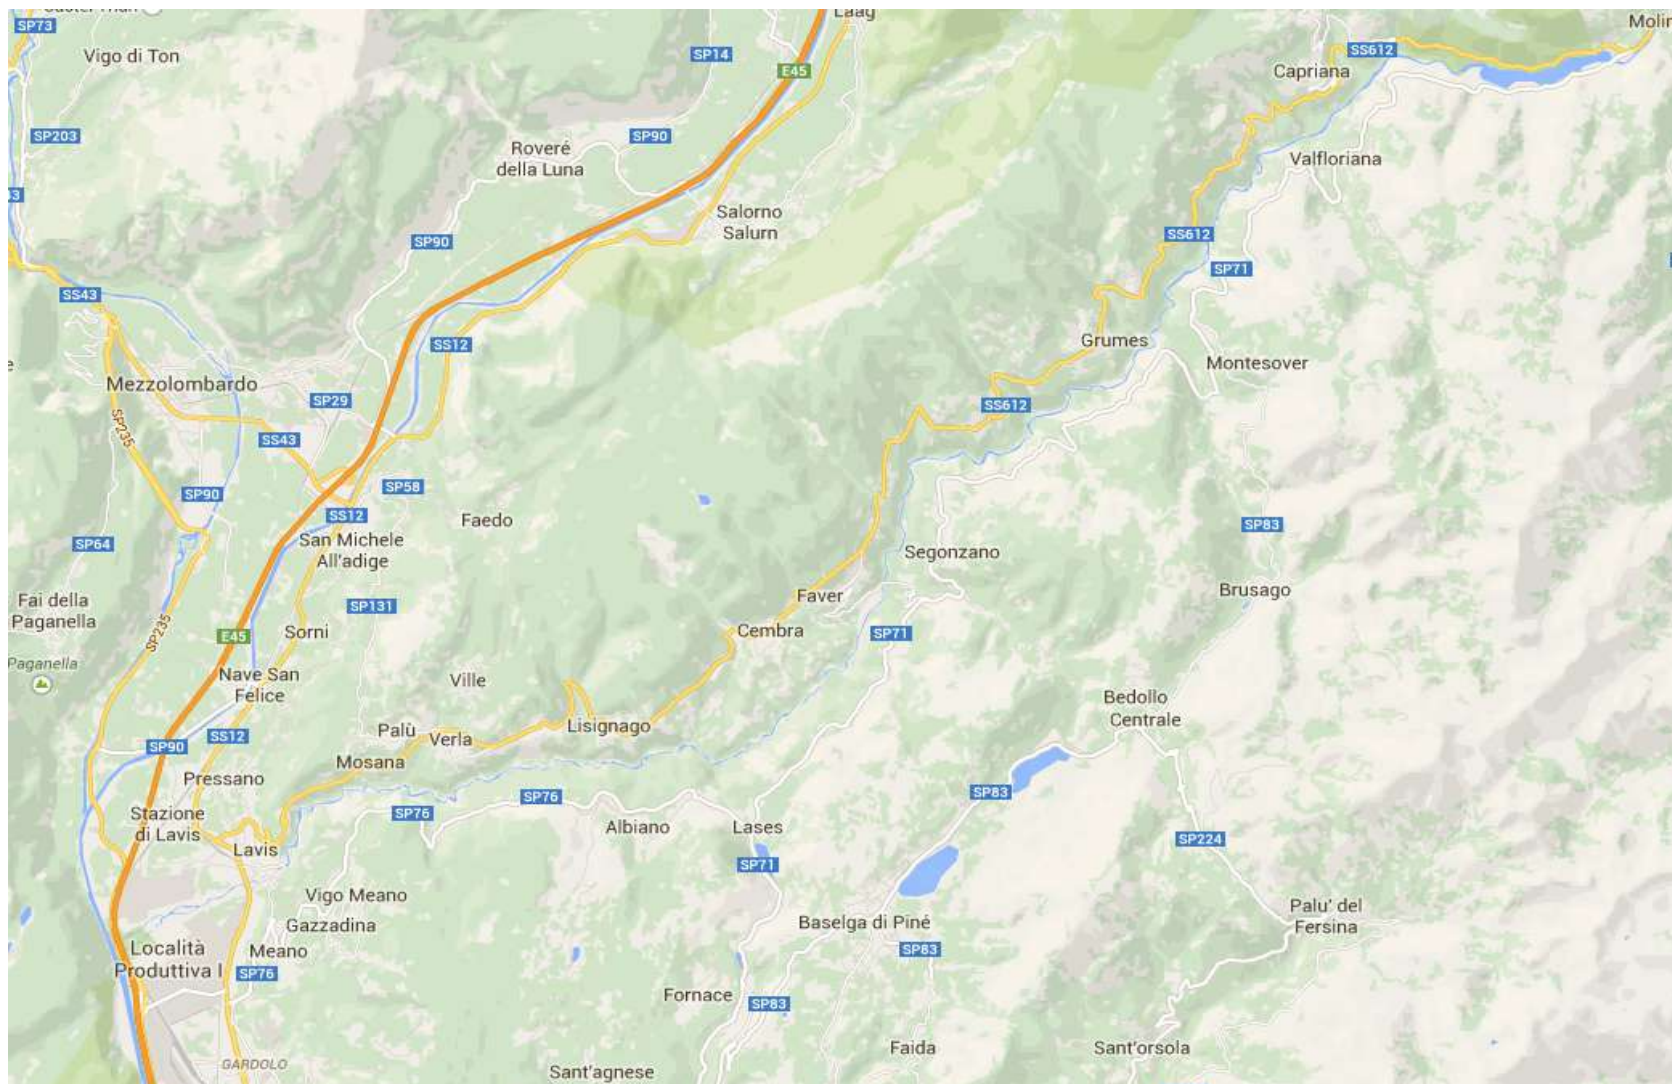 Laag
Molin
SP73
Vigo di Ton
SP14
E45
SS612
Capriana
SP203
SP90
Roveré
della Luna
Valfloriana
Salorno
Salurn
SP90
SS612
SP71
SS43
SS12
Grumes
Montesover
Mezzolombardo
SP29
SS612
SP235
SS43
SP90
SP58
SS12
Faedo
SP83
San Michele
All'adige
SP64
Segonzano
Fai della
Paganella
SP131
Faver
Brusago
SP235
E45
Sorni
Cembra
SP71
Paganella
Nave San
Felice
Ville
Bedollo
Centrale
SP90
SS12
Palù
Verla
Lisignago
Mosana
Pressano
SP76
SP76
SP83
Stazione
di Lavis
Albiano
Lases
SP224
Lavis
SP71
Vigo Meano
Gazzadina
Baselga di Piné
Palu' del
Fersina
Località
Produttiva I
Meano
SP83
SP76
Fornace
SP83
GARDOLO
Faida
Sant'orsola
Sant'agnese